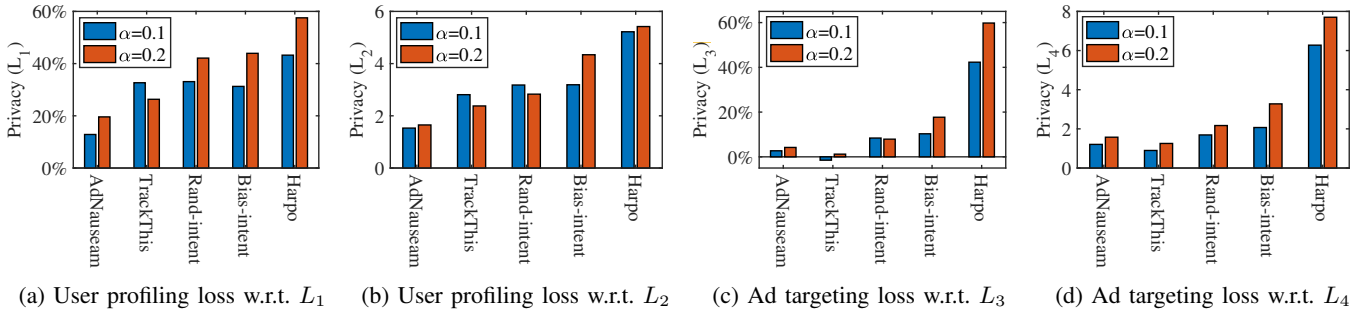 60%
40%
20%
0%
Privacy (L1)
α=0.1
α=0.2
AdNauseam
TrackThis
Rand-intent
Bias-intent
Harpo
(a) User profiling loss w.r.t. L1
6
4
2
0
Privacy (L2)
α=0.1
α=0.2
AdNauseam
TrackThis
Rand-intent
Bias-intent
Harpo
(b) User profiling loss w.r.t. L2
60%
40%
20%
0%
Privacy (L3)
α=0.1
α=0.2
AdNauseam
TrackThis
Rand-intent
Bias-intent
Harpo
(c) Ad targeting loss w.r.t. L3
8
6
4
2
0
Privacy (L4)
α=0.1
α=0.2
AdNauseam
TrackThis
Rand-intent
Bias-intent
Harpo
(d) Ad targeting loss w.r.t. L4